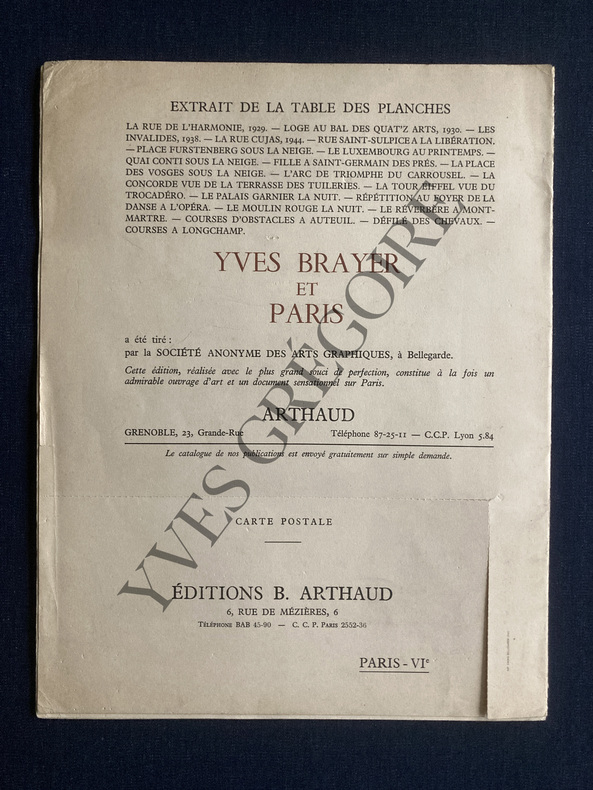 EXTRAIT DE LA TABLE DES PLANCHES
LA RUE DE L'HARMONIE, 1929. — LOGE AU BAL DES QUAT'Z ARTS, 1930. — LES
INVALIDES, 1938. — LA RUE CUJAS, 1944. — RUE SAINT-SULPICE A LA LIBÉRATION.
— PLACE FURSTENBERG SOUS LA NEIGE. — LE LUXEMBOURG AU PRINTEMPS. —
QUAI CONTI SOUS LA NEIGE. — FILLE A SAINT-GERMAIN DES PRÉS. — LA PLACE
DES VOSGES SOUS LA NEIGE. — L'ARC DE TRIOMPHE DU CARROUSEL. — LA
CONCORDE VUE DE LA TERRASSE DES TUILERIES. — LA TOUR EIFFEL VUE DU
TROCADÉRO. — LE PALAIS GARNIER LA NUIT. — RÉPÉTITION AU FOYER DE LA
DANSE A L'OPÉRA. — LE MOULIN ROUGE LA NUIT. — LE RÉVERBÈRE A MONT-
MARTRE. — COURSES D'OBSTACLES A AUTEUIL. — DÉFILÉ DES CHEVAUX. —
COURSES A LONGCHAMP.
YVES BRAYER
ET
PARIS
a été tiré :
par la SOCIÉTÉ ANONYME DES ARTS GRAPHIQUES, à Bellegarde.
Cette édition, réalisée avec le plus grand souci de perfection, constitue à la fois un
admirable ouvrage d'art et un document sensationnel sur Paris.
ARTHAUD
GRENOBLE, 23, Grande-Rue Téléphone 87-25-11 — C.C.P. Lyon 5.84
Le catalogue de nos publications est envoyé gratuitement sur simple demande.
CARTE POSTALE
ÉDITIONS B. ARTHAUD
6, RUE DE MÉZIÈRES, 6
TÉLÉPHONE BAB 45-90 — C. C. P. PARIS 2552-36
PARIS-VIe
YVES GRÉGOIRE